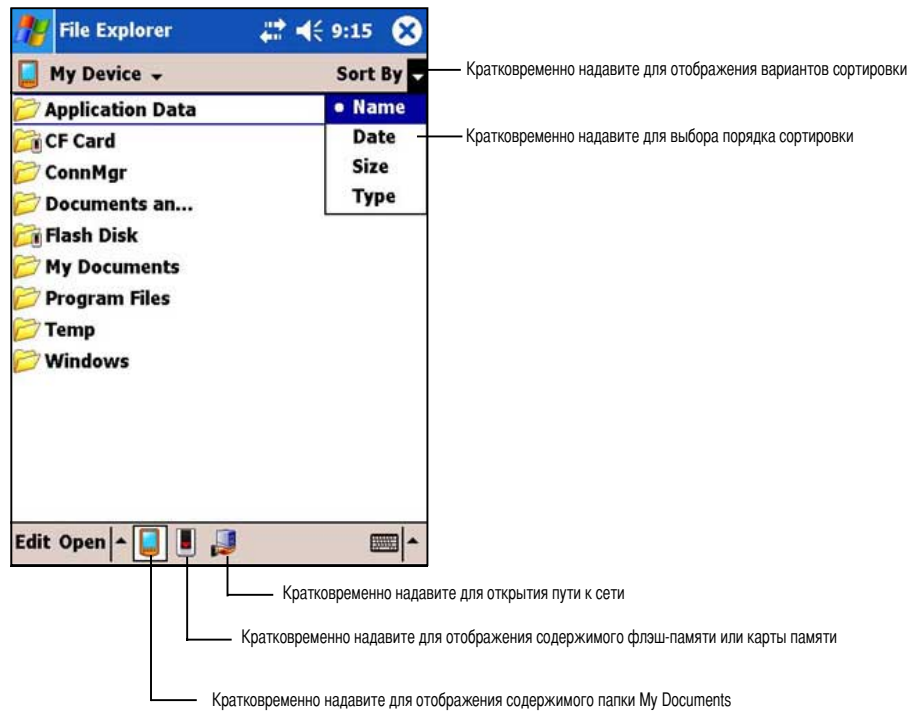 File Explorer 9:15
My Device Sort By
Кратковременно надавите для отображения вариантов сортировки
Application Data
Name
CF Card
Date
Кратковременно надавите для выбора порядка сортировки
ConnMgr
Size
Documents an...
Type
Flash Disk
My Documents
Program Files
Temp
Windows
Edit Open
Кратковременно надавите для открытия пути к сети
Кратковременно надавите для отображения содержимого флэш-памяти или карты памяти
Кратковременно надавите для отображения содержимого папки My Documents